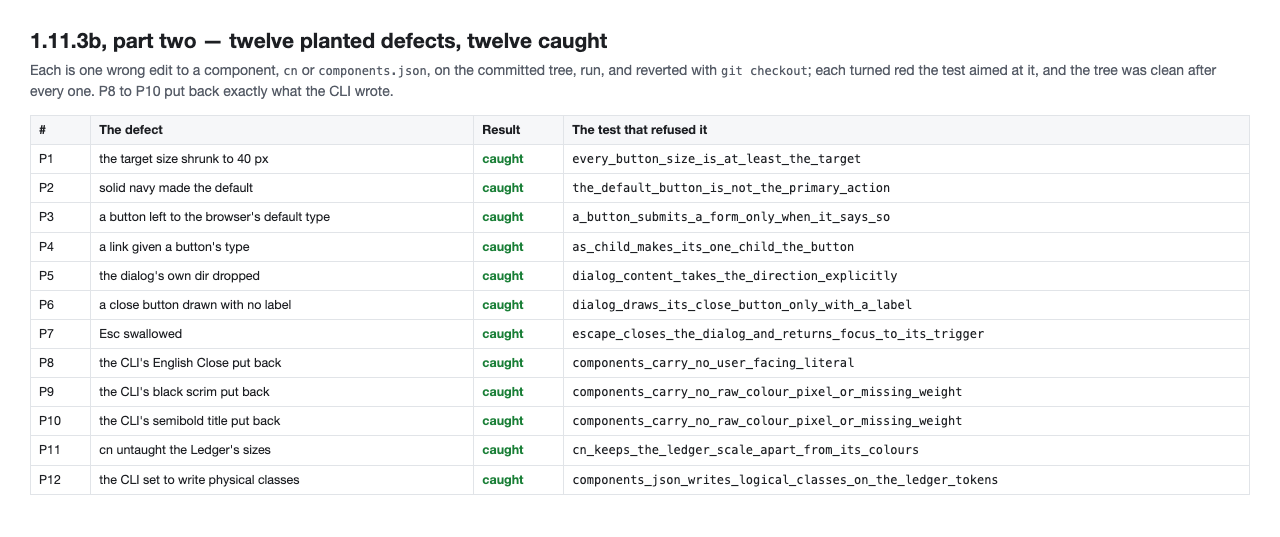 1.11.3b, part two — twelve planted defects, twelve caught
Each is one wrong edit to a component, cn or components.json, on the committed tree, run, and reverted with git checkout; each turned red the test aimed at it, and the tree was clean after
every one. P8 to P10 put back exactly what the CLI wrote.
# The defect Result The test that refused it
P1 the target size shrunk to 40 px caught every_button_size_is_at_least_the_target
P2 solid navy made the default caught the_default_button_is_not_the_primary_action
P3 a button left to the browser's default type caught a_button_submits_a_form_only_when_it_says_so
P4 a link given a button's type caught as_child_makes_its_one_child_the_button
P5 the dialog's own dir dropped caught dialog_content_takes_the_direction_explicitly
P6 a close button drawn with no label caught dialog_draws_its_close_button_only_with_a_label
P7 Esc swallowed caught escape_closes_the_dialog_and_returns_focus_to_its_trigger
P8 the CLI's English Close put back caught components_carry_no_user_facing_literal
P9 the CLI's black scrim put back caught components_carry_no_raw_colour_pixel_or_missing_weight
P10 the CLI's semibold title put back caught components_carry_no_raw_colour_pixel_or_missing_weight
P11 cn untaught the Ledger's sizes caught cn_keeps_the_ledger_scale_apart_from_its_colours
P12 the CLI set to write physical classes caught components_json_writes_logical_classes_on_the_ledger_tokens